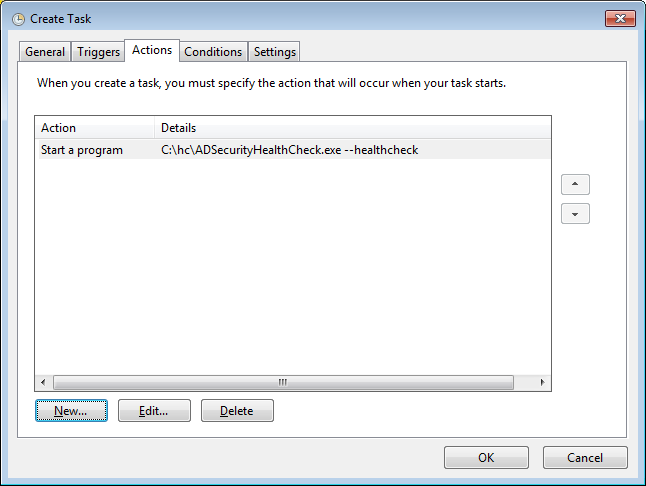 Create Task
General Triggers Actions Conditions Settings
When you create a task, you must specify the action that will occur when your task starts.
Action Details
Start a program C:\hc\ADSecurityHealthCheck.exe --healthcheck
New... Edit... Delete
OK Cancel